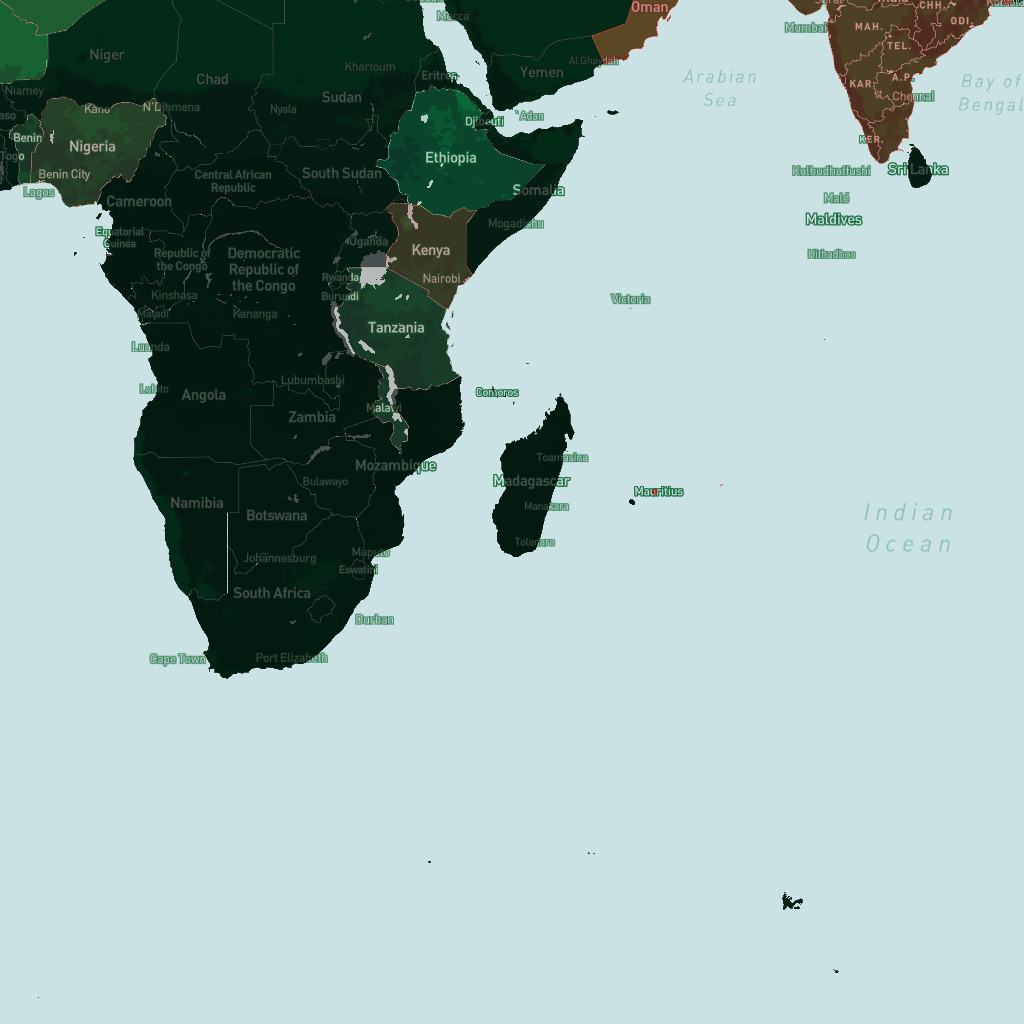 Oman
Mecca
CHH.
ODI.
MAH.
Mumbai
TEL.
Niger
Al Ghaydah
Khartoum
Eritrea
Yemen
Arabian
Sea
Chad
KAR.
A.P.
Bay of
Bengal
Niamey
Sudan
Chennai
Kano
N'Djamena
Nyala
Djibouti
'Adan
Benin
Nigeria
KER.
Togo
Ethiopia
Benin City
Central African
Republic
South Sudan
Kulhudhuffushi
Sri Lanka
Lagos
Somalia
Cameroon
Malé
Maldives
Mogadishu
Equatorial
Guinea
Uganda
Kenya
Republic of
the Congo
Democratic
Republic of
the Congo
Hithadhoo
Rwanda
Nairobi
Kinshasa
Burundi
Victoria
Matadi
Kananga
Tanzania
Luanda
Lubumbashi
Lobito
Angola
Comoros
Malawi
Zambia
Toamasina
Mozambique
Madagascar
Bulawayo
Mauritius
Namibia
Manakara
Botswana
Indian
Ocean
Tolanaro
Johannesburg
Maputo
Eswatini
South Africa
Durban
Cape Town
Port Elizabeth